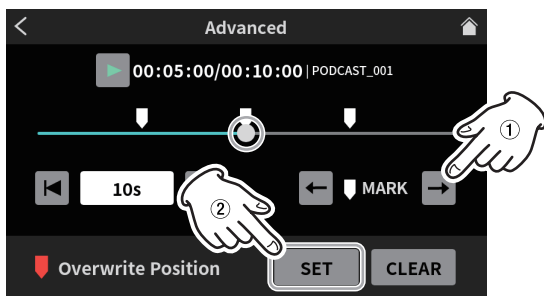 Advanced
00:05:00/00:10:00 | PODCAST_001
①
10s
MARK
②
Overwrite Position
SET
CLEAR